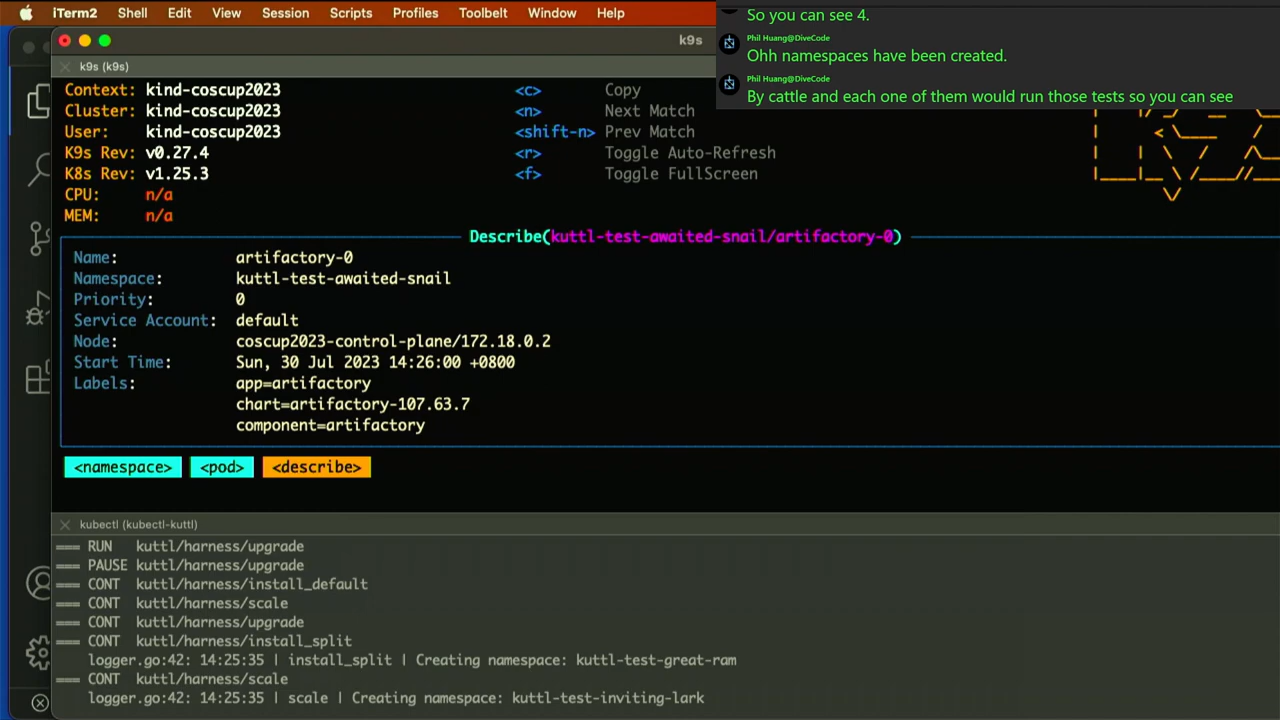 iTerm2 Shell Edit View Session Scripts Profiles Toolbelt Window Help
So you can see 4.
Phil Huang@DiveCode
Ohh namespaces have been created.
Phil Huang@DiveCode
By cattle and each one of them would run those tests so you can see
k9s
k9s (k9s)
Context: kind-coscup2023 <c> Copy
Cluster: kind-coscup2023 <n> Next Match
User: kind-coscup2023 <shift-n> Prev Match
K9s Rev: v0.27.4 <r> Toggle Auto-Refresh
K8s Rev: v1.25.3 <f> Toggle FullScreen
CPU: n/a
MEM: n/a
Describe(kuttl-test-awaited-snail/artifactory-0)
Name: artifactory-0
Namespace: kuttl-test-awaited-snail
Priority: 0
Service Account: default
Node: coscup2023-control-plane/172.18.0.2
Start Time: Sun, 30 Jul 2023 14:26:00 +0800
Labels: app=artifactory
chart=artifactory-107.63.7
component=artifactory
<namespace> <pod> <describe>
kubectl (kubectl-kuttl)
=== RUN kuttl/harness/upgrade
=== PAUSE kuttl/harness/upgrade
=== CONT kuttl/harness/install_default
=== CONT kuttl/harness/scale
=== CONT kuttl/harness/upgrade
=== CONT kuttl/harness/install_split
logger.go:42: 14:25:35 | install_split | Creating namespace: kuttl-test-great-ram
=== CONT kuttl/harness/scale
logger.go:42: 14:25:35 | scale | Creating namespace: kuttl-test-inviting-lark